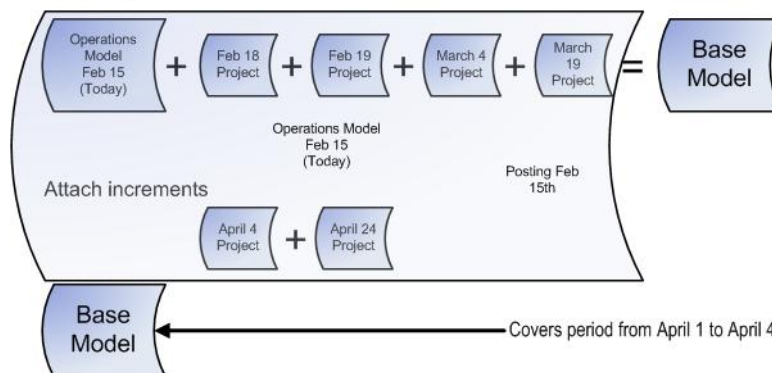 Operations
Model
Feb 15
(Today)
+
Feb 18
Project
+
Feb 19
Project
+
March 4
Project
+
March
19
Project
=
Base
Model
Operations Model
Feb 15
(Today)
Posting Feb
15th
Attach increments
April 4
Project
+
April 24
Project
Base
Model
Covers period from April 1 to April 4